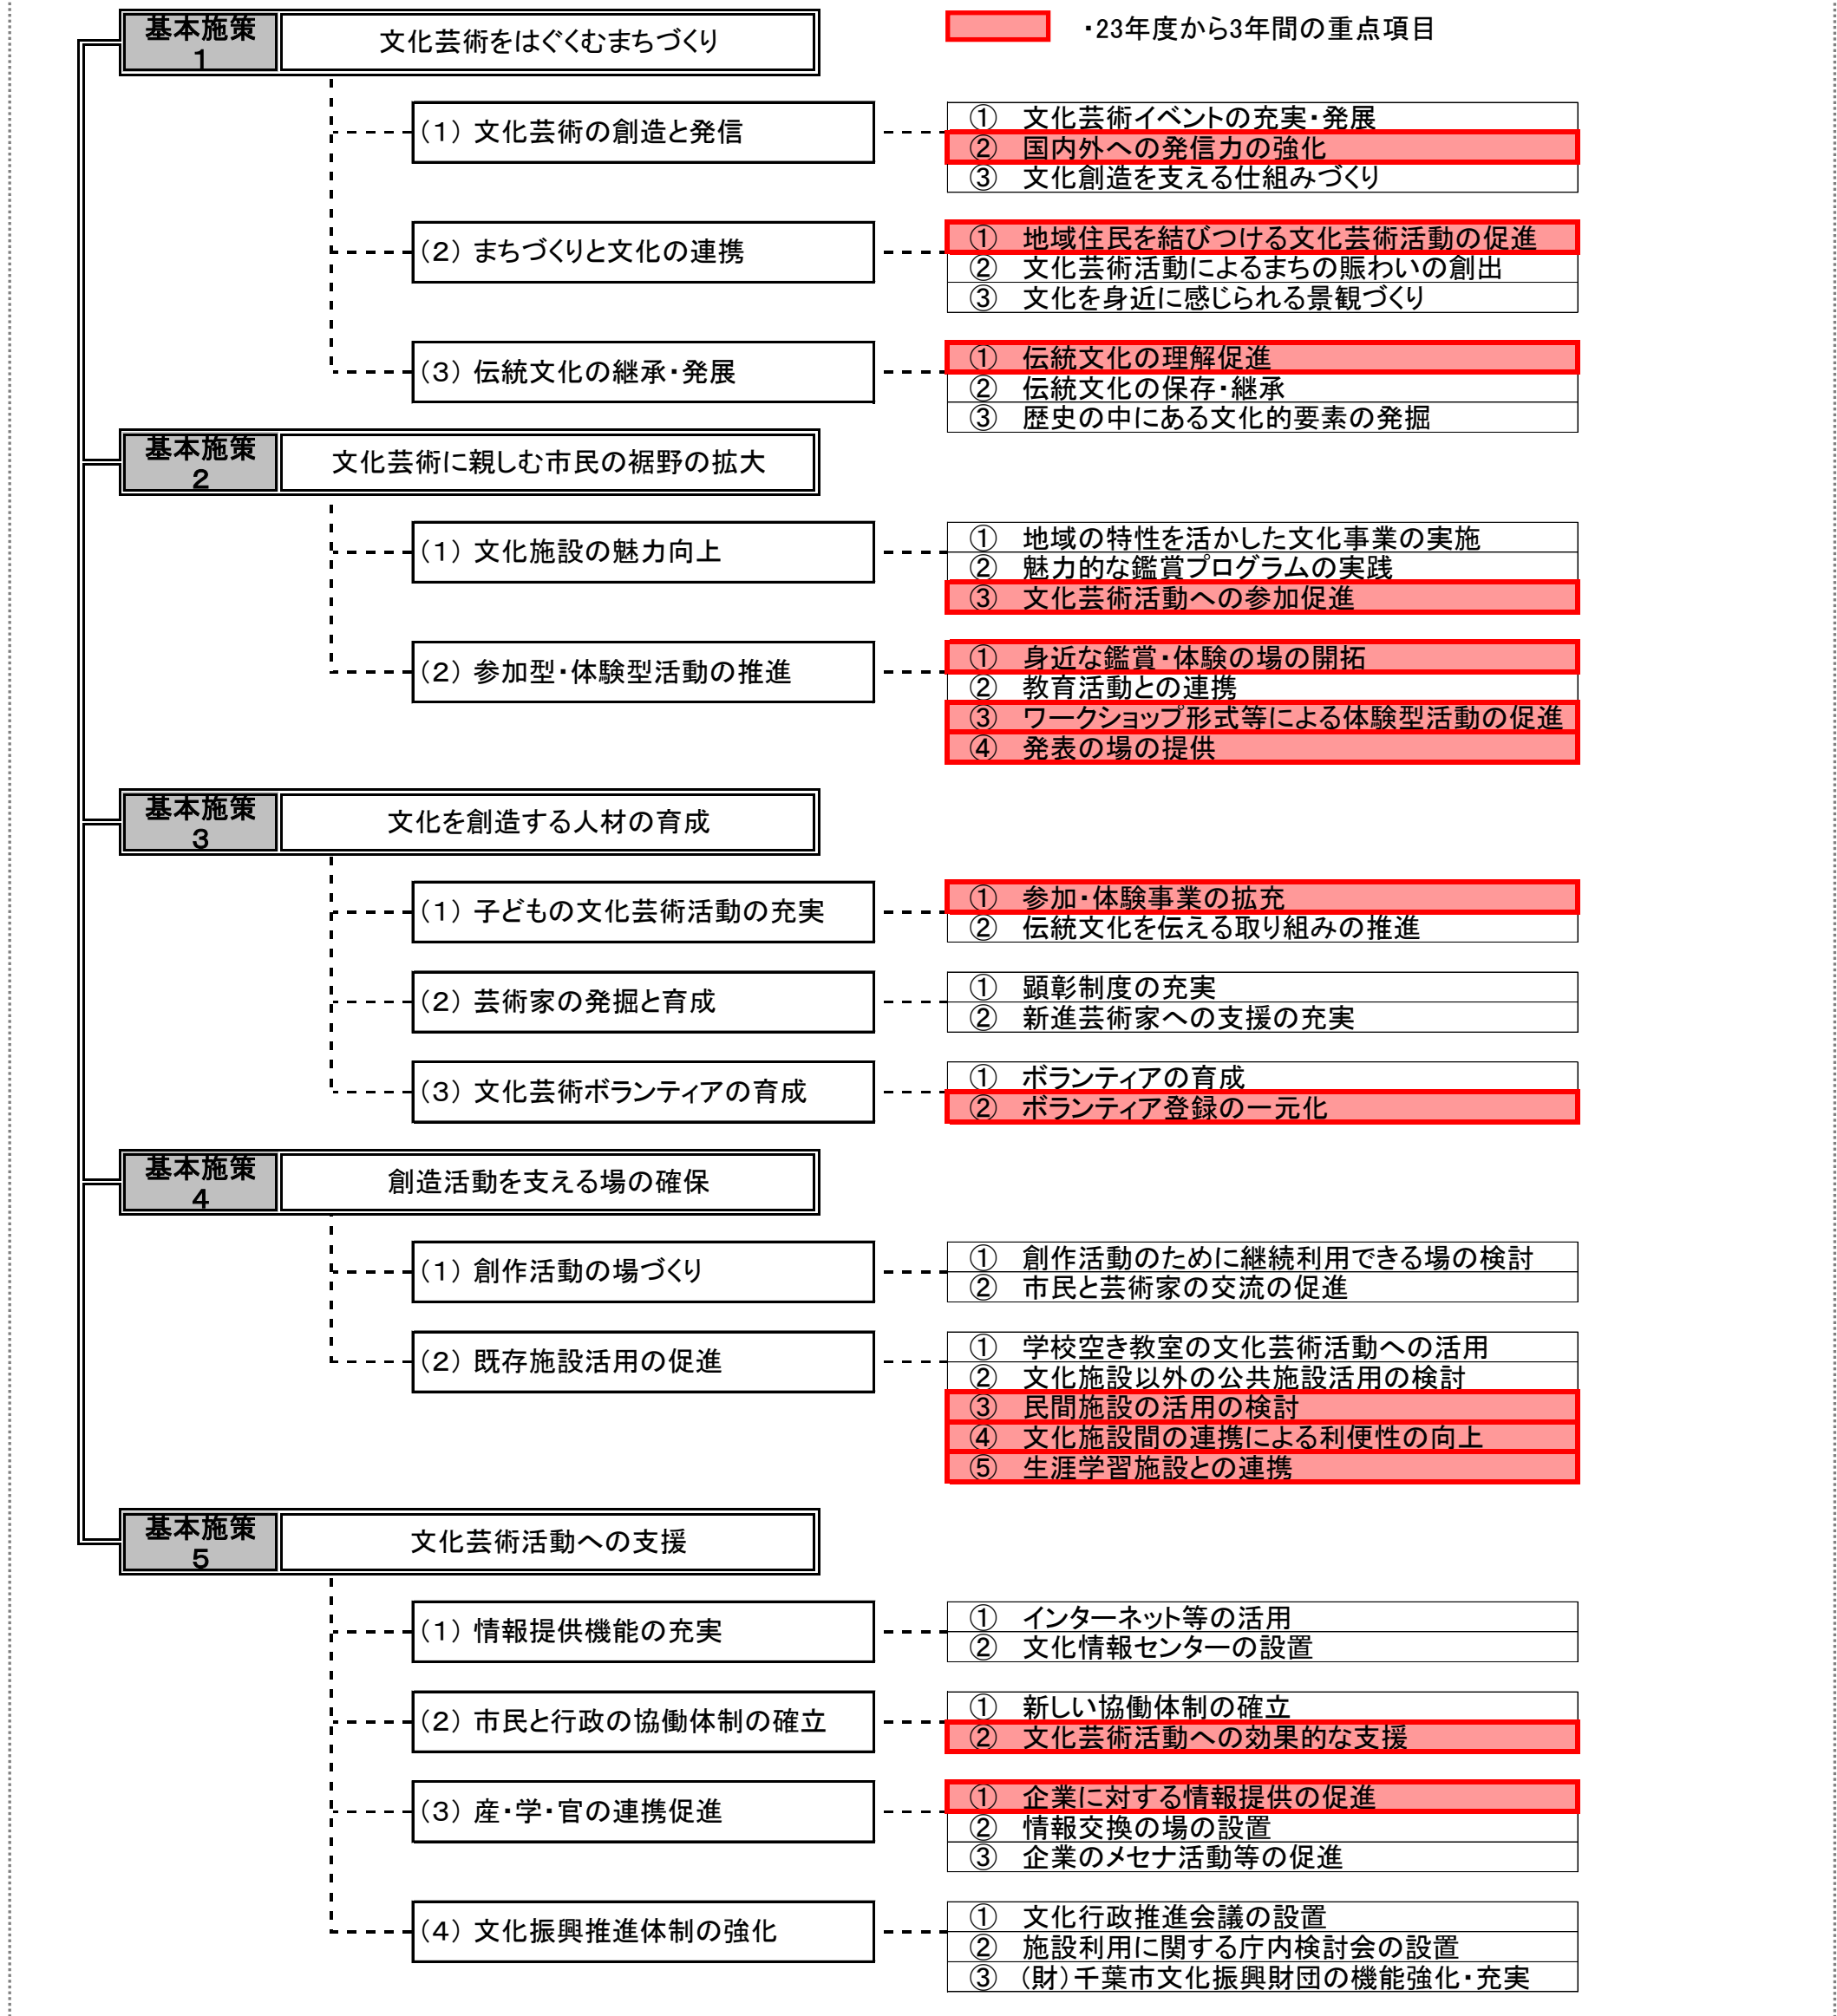 基本施策
1
文化芸術をはぐくむまちづくり
・23年度から3年間の重点項目
（1）文化芸術の創造と発信
①　文化芸術イベントの充実・発展
②　国内外への発信力の強化
③　文化創造を支える仕組みづくり
（2）まちづくりと文化の連携
①　地域住民を結びつける文化芸術活動の促進
②　文化芸術活動によるまちの賑わいの創出
③　文化を身近に感じられる景観づくり
（3）伝統文化の継承・発展
①　伝統文化の理解促進
②　伝統文化の保存・継承
③　歴史の中にある文化的要素の発掘
基本施策
2
文化芸術に親しむ市民の裾野の拡大
（1）文化施設の魅力向上
①　地域の特性を活かした文化事業の実施
②　魅力的な鑑賞プログラムの実践
③　文化芸術活動への参加促進
（2）参加型・体験型活動の推進
①　身近な鑑賞・体験の場の開拓
②　教育活動との連携
③　ワークショップ形式等による体験型活動の促進
④　発表の場の提供
基本施策
3
文化を創造する人材の育成
（1）子どもの文化芸術活動の充実
①　参加・体験事業の拡充
②　伝統文化を伝える取り組みの推進
（2）芸術家の発掘と育成
①　顕彰制度の充実
②　新進芸術家への支援の充実
（3）文化芸術ボランティアの育成
①　ボランティアの育成
②　ボランティア登録の一元化
基本施策
4
創造活動を支える場の確保
（1）創作活動の場づくり
①　創作活動のために継続利用できる場の検討
②　市民と芸術家の交流の促進
（2）既存施設活用の促進
①　学校空き教室の文化芸術活動への活用
②　文化施設以外の公共施設活用の検討
③　民間施設の活用の検討
④　文化施設間の連携による利便性の向上
⑤　生涯学習施設との連携
基本施策
5
文化芸術活動への支援
（1）情報提供機能の充実
①　インターネット等の活用
②　文化情報センターの設置
（2）市民と行政の協働体制の確立
①　新しい協働体制の確立
②　文化芸術活動への効果的な支援
（3）産・学・官の連携促進
①　企業に対する情報提供の促進
②　情報交換の場の設置
③　企業のメセナ活動等の促進
（4）文化振興推進体制の強化
①　文化行政推進会議の設置
②　施設利用に関する庁内検討会の設置
③　（財）千葉市文化振興財団の機能強化・充実